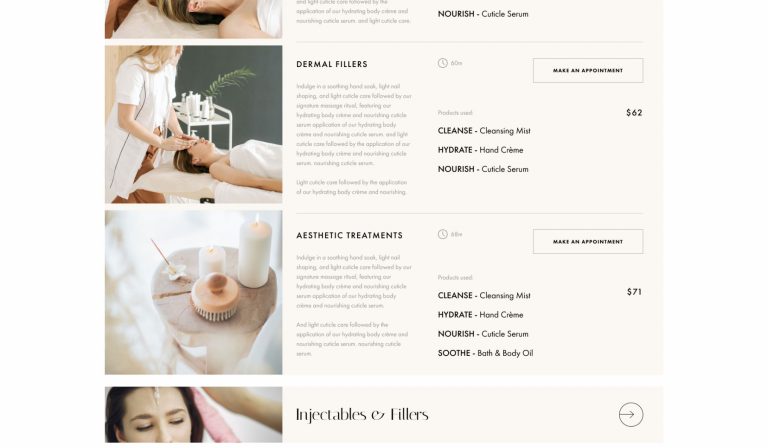 and light cuticle care followed by the
application of our hydrating body crème and
nourishing cuticle serum. and light cuticle care.
NOURISH - Cuticle Serum
DERMAL FILLERS
60m
MAKE AN APPOINTMENT
Indulge in a soothing hand soak, light nail
shaping, and light cuticle care followed by our
signature massage ritual, featuring our
hydrating body crème and nourishing cuticle
serum application of our hydrating body
crème and nourishing cuticle serum. and light
cuticle care followed by the application of our
hydrating body crème and nourishing cuticle
serum. nourishing cuticle serum.
Light cuticle care followed by the application
of our hydrating body crème and nourishing.
Products used:
$62
CLEANSE - Cleansing Mist
HYDRATE - Hand Crème
NOURISH - Cuticle Serum
AESTHETIC TREATMENTS
68m
MAKE AN APPOINTMENT
Indulge in a soothing hand soak, light nail
shaping, and light cuticle care followed by our
signature massage ritual, featuring our
hydrating body crème and nourishing cuticle
serum application of our hydrating body
crème and nourishing cuticle serum.
And light cuticle care followed by the
application of our hydrating body crème and
nourishing cuticle serum. nourishing cuticle
serum.
Products used:
$71
CLEANSE - Cleansing Mist
HYDRATE - Hand Crème
NOURISH - Cuticle Serum
SOOTHE - Bath & Body Oil
Injectables & Fillers